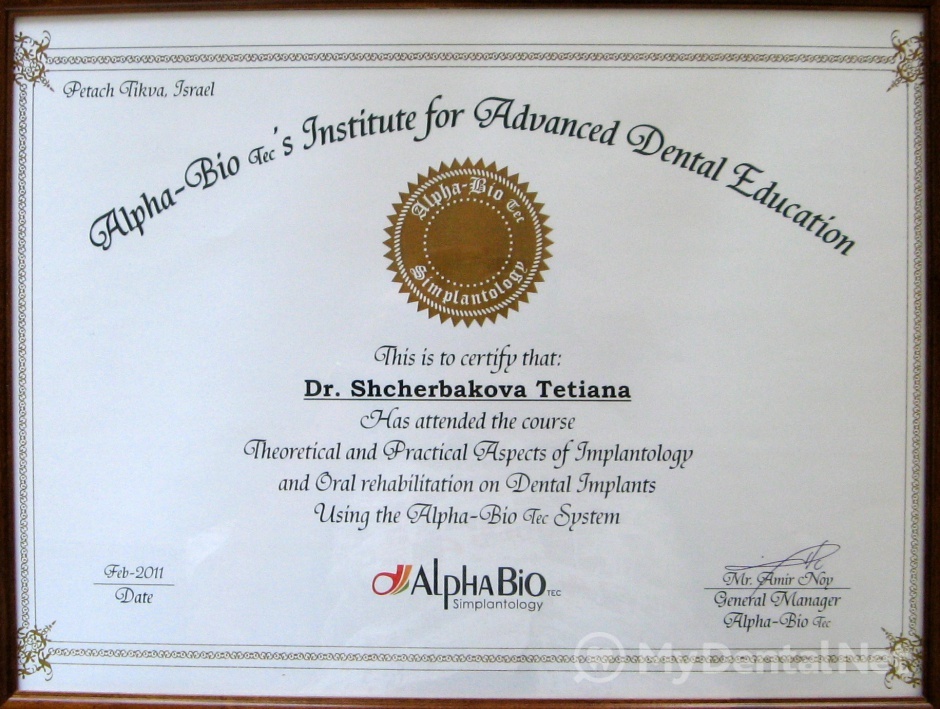 Petach Tikva, Israel
Alpha-Bio Tec's Institute for Advanced Dental Education
Alpha-Bio Tec
Simplantology
This is to certify that:
Dr. Shcherbakova Tetiana
Has attended the course
Theoretical and Practical Aspects of Implantology
and Oral rehabilitation on Dental Implants
Using the Alpha-Bio Tec System
Feb-2011
Date
AlphaBio TEC
Simplantology
Mr. Amir Nöy
General Manager
Alpha-Bio Tec
MyDentalNet